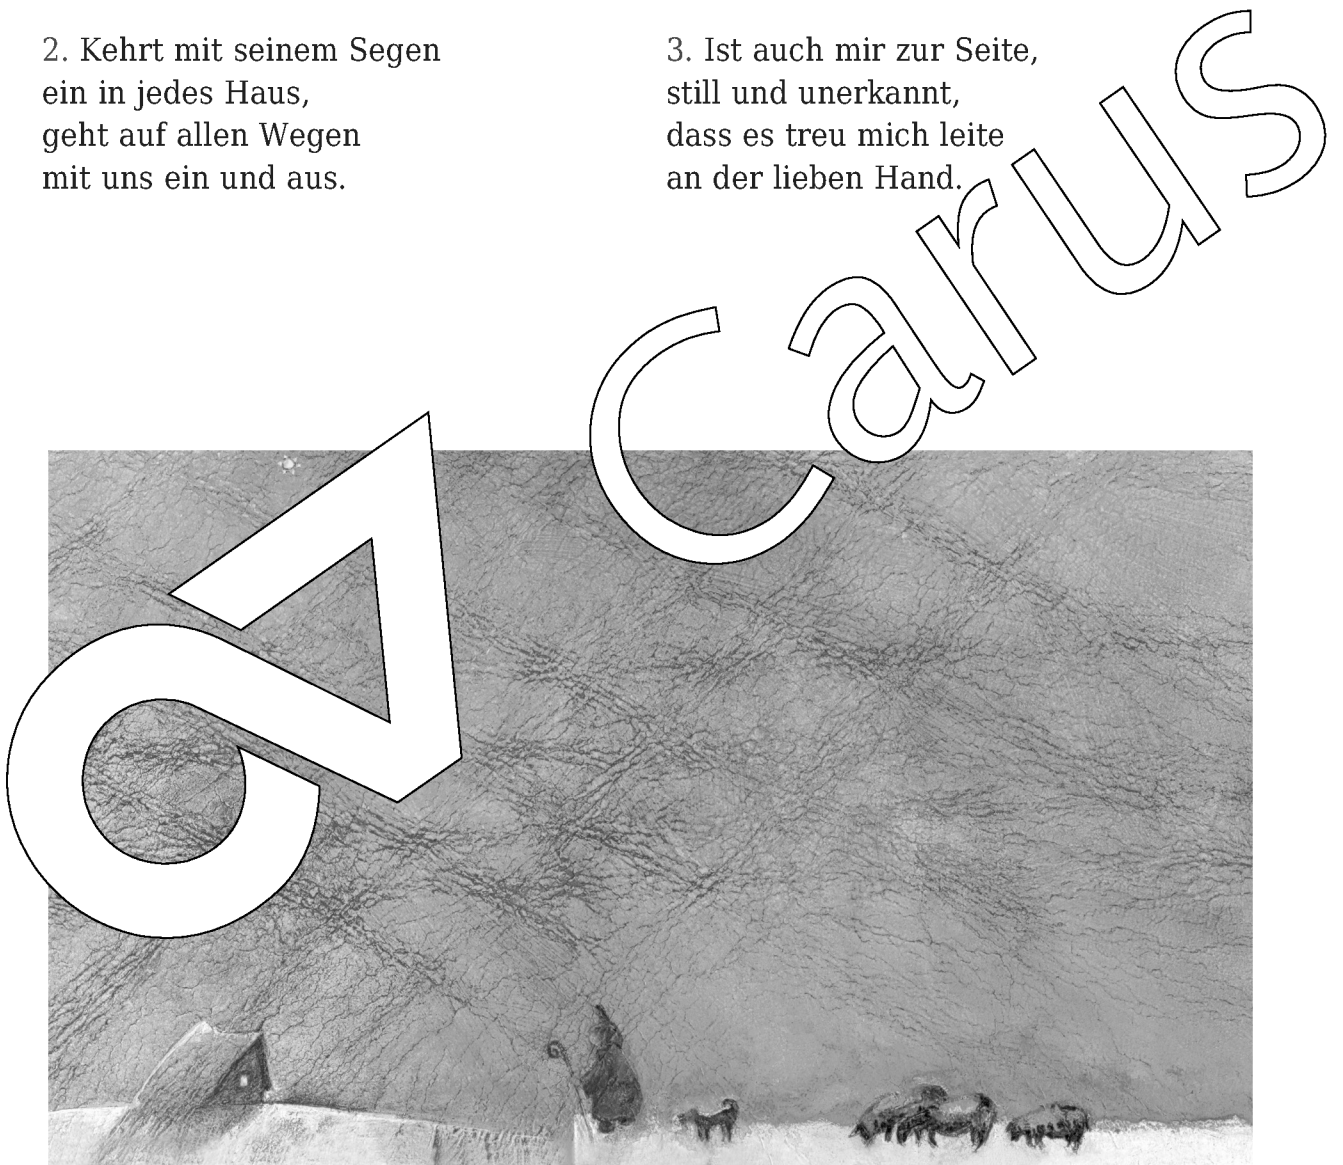 2. Kehrt mit seinem Segen
ein in jedes Haus,
geht auf allen Wegen
mit uns ein und aus.
3. Ist auch mir zur Seite,
still und unerkannt,
dass es treu mich leite
an der lieben Hand.
Carus